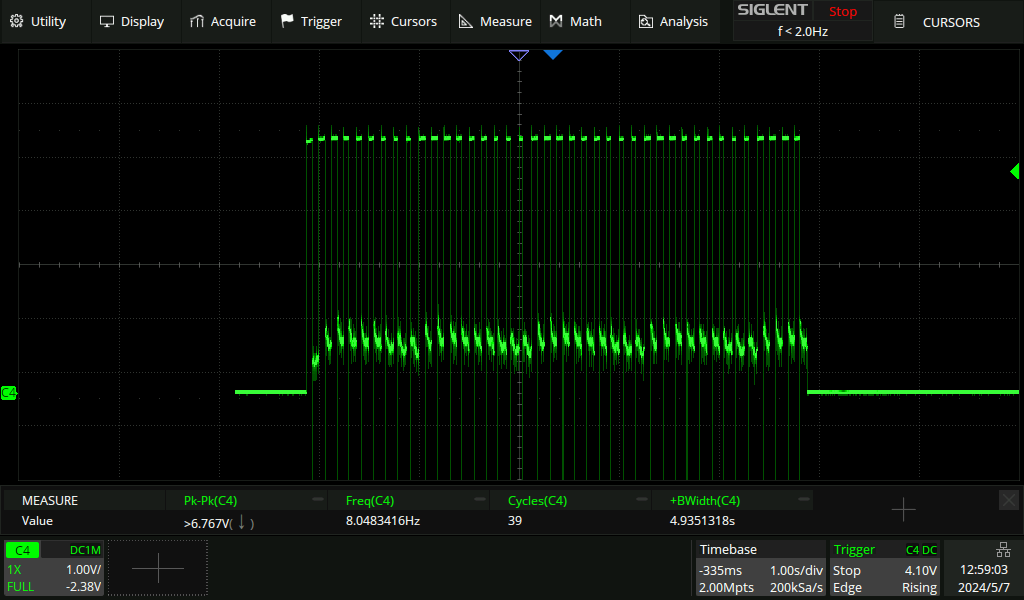 Utility Display Acquire Trigger Cursors Measure Math Analysis SIGLENT Stop CURSORS
f < 2.0Hz
C4
MEASURE Pk-Pk(C4) Freq(C4) Cycles(C4) +BWidth(C4)
Value >6.767V(↓) 8.0483416Hz 39 4.9351318s
C4 DC1M Timebase Trigger C4 DC
1X 1.00V/ -335ms 1.00s/div Stop 4.10V 12:59:03
FULL -2.38V 2.00Mpts 200kSa/s Edge Rising 2024/5/7